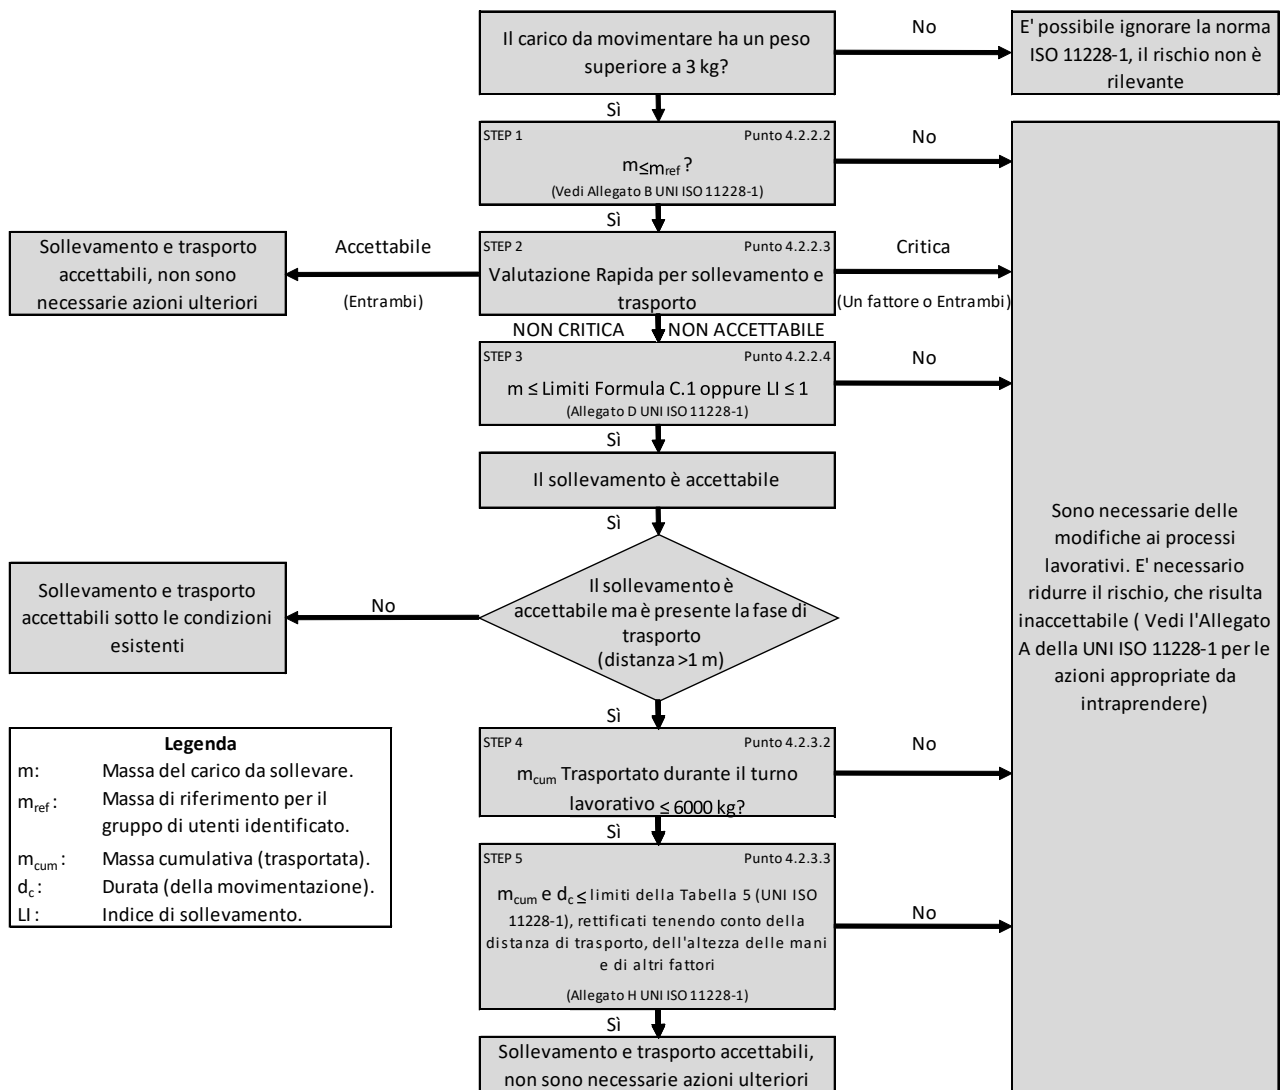 Il carico da movimentare ha un peso
superiore a 3 kg?
No
E' possibile ignorare la norma
ISO 11228-1, il rischio non è
rilevante
Sì
STEP 1 Punto 4.2.2.2
m≤mref ?
(Vedi Allegato B UNI ISO 11228-1)
No
Sì
Sollevamento e trasporto
accettabili, non sono
necessarie azioni ulteriori
Accettabile
(Entrambi)
STEP 2 Punto 4.2.2.3
Valutazione Rapida per sollevamento e
trasporto
Critica
(Un fattore o Entrambi)
NON CRITICA NON ACCETTABILE
STEP 3 Punto 4.2.2.4
m ≤ Limiti Formula C.1 oppure LI ≤ 1
(Allegato D UNI ISO 11228-1)
No
Sì
Il sollevamento è accettabile
Sì
Sollevamento e trasporto
accettabili sotto le condizioni
esistenti
No
Il sollevamento è
accettabile ma è presente la fase di
trasporto
(distanza >1 m)
Sono necessarie delle
modifiche ai processi
lavorativi. E' necessario
ridurre il rischio, che risulta
inaccettabile ( Vedi l'Allegato
A della UNI ISO 11228-1 per le
azioni appropriate da
intraprendere)
Sì
STEP 4 Punto 4.2.3.2
mcum Trasportato durante il turno
lavorativo ≤ 6000 kg?
No
Sì
STEP 5 Punto 4.2.3.3
mcum e dc ≤ limiti della Tabella 5 (UNI ISO
11228-1), rettificati tenendo conto della
distanza di trasporto, dell'altezza delle mani
e di altri fattori
(Allegato H UNI ISO 11228-1)
No
Sì
Sollevamento e trasporto accettabili,
non sono necessarie azioni ulteriori
Legenda
m: Massa del carico da sollevare.
mref : Massa di riferimento per il
gruppo di utenti identificato.
mcum : Massa cumulativa (trasportata).
dc : Durata (della movimentazione).
LI : Indice di sollevamento.